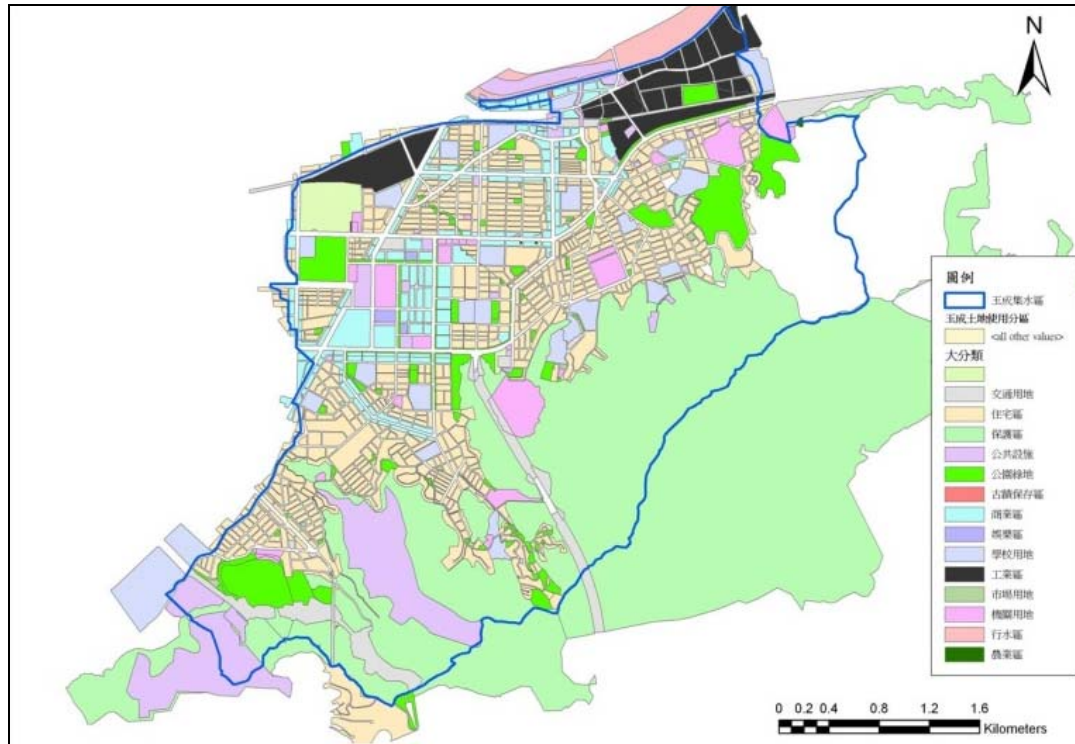 N
圖例
玉成集水區
玉成土地使用分區
<all other values>
大分類
交通用地
住宅區
保護區
公共設施
公園綠地
古蹟保存區
商業區
娛樂區
學校用地
工業區
市場用地
機關用地
行水區
農業區
0 0.2 0.4 0.8 1.2 1.6
Kilometers